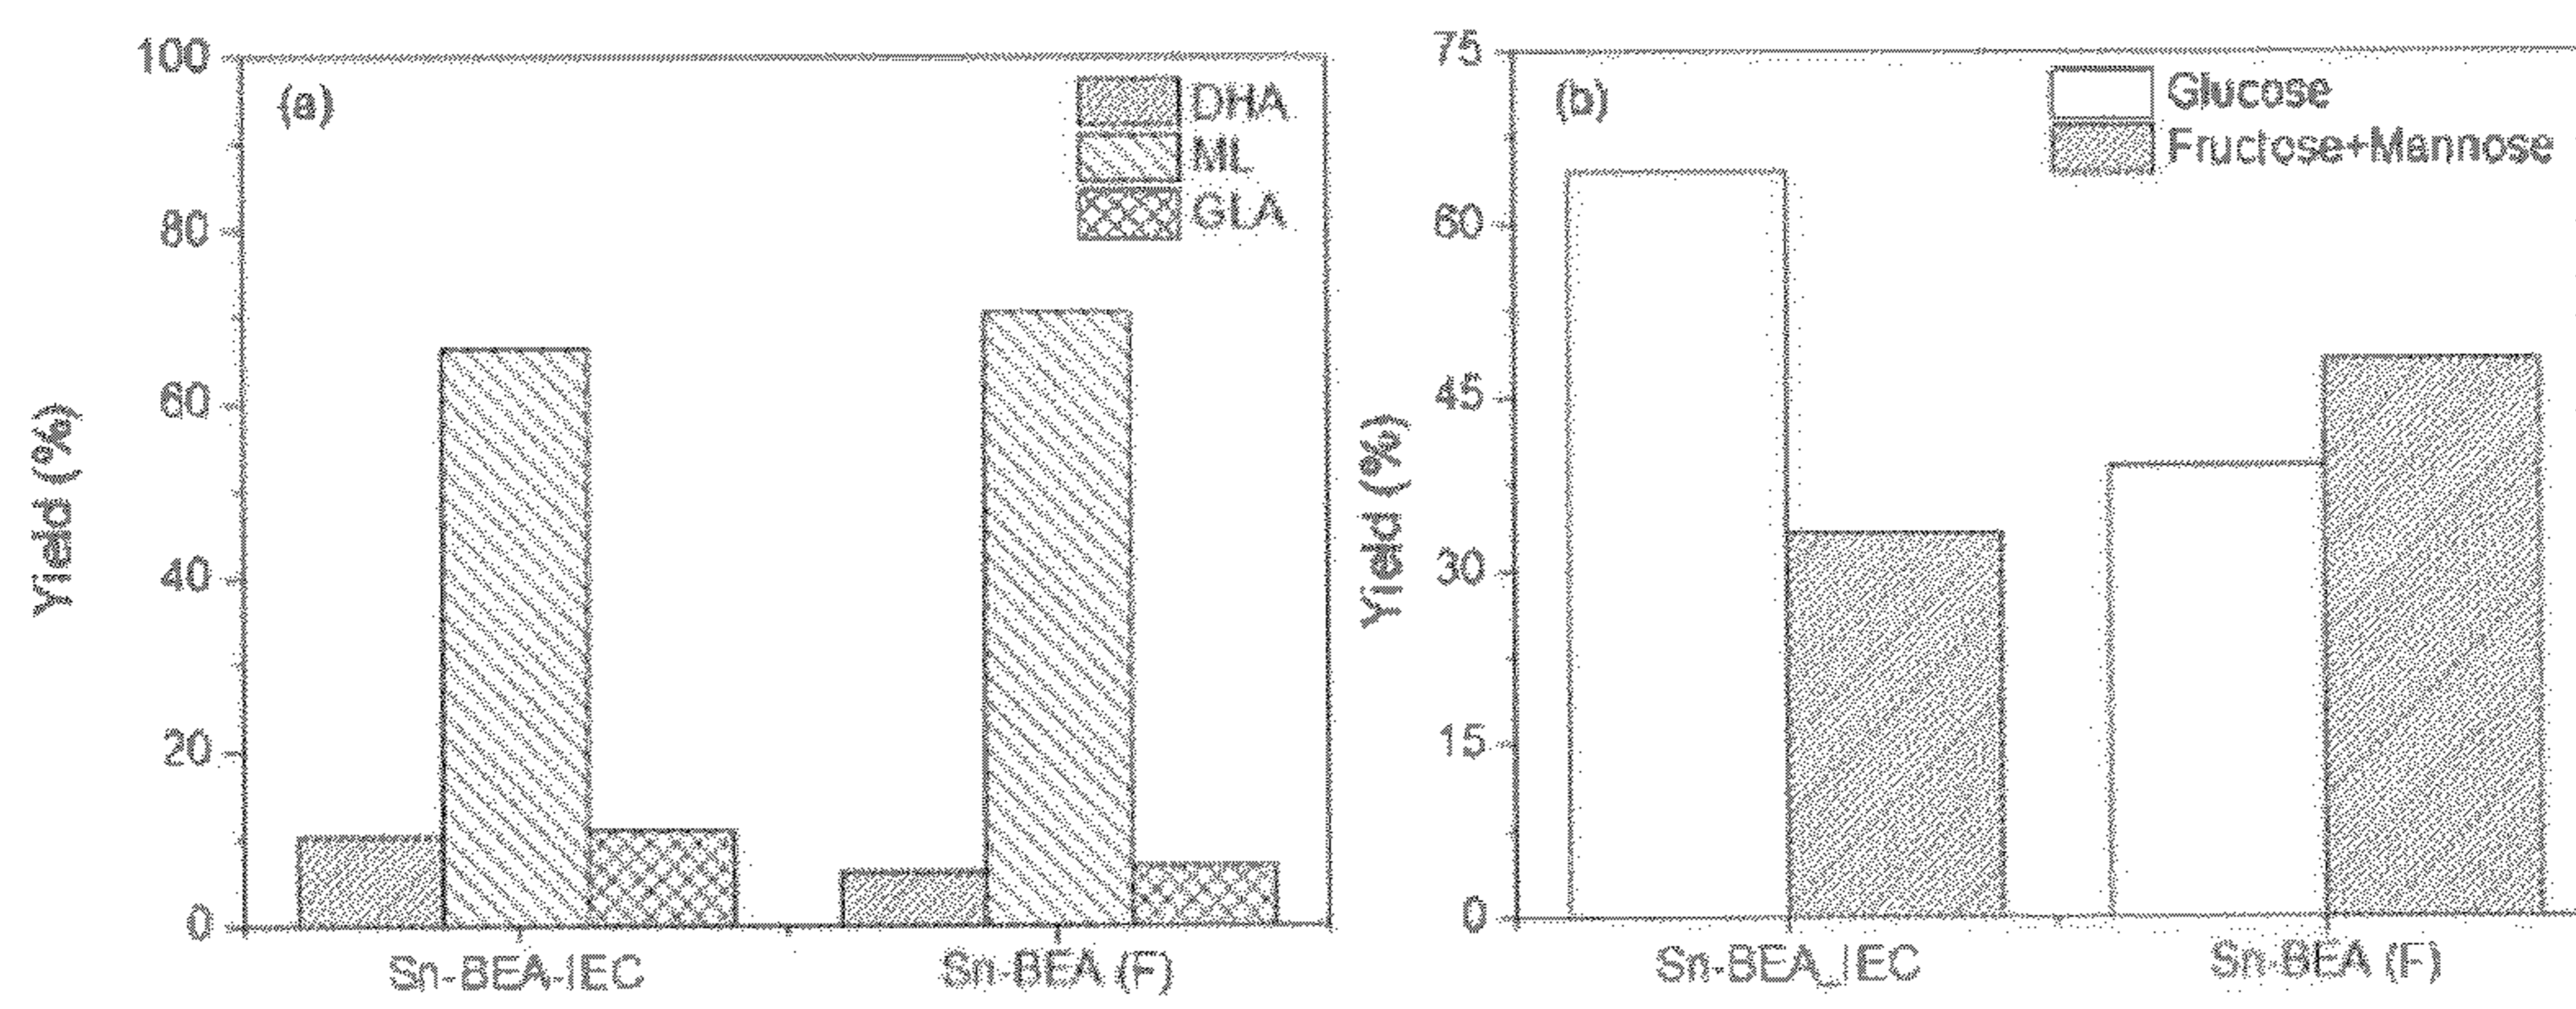 100
80
60
40
20
0
Yield (%)
(a)
DHA
ML
GLA
Sn-BEA-IEC
Sn-BEA (F)
75
60
45
30
15
0
Yield (%)
(b)
Glucose
Fructose+Mannose
Sn-BEA_IEC
Sn-BEA (F)